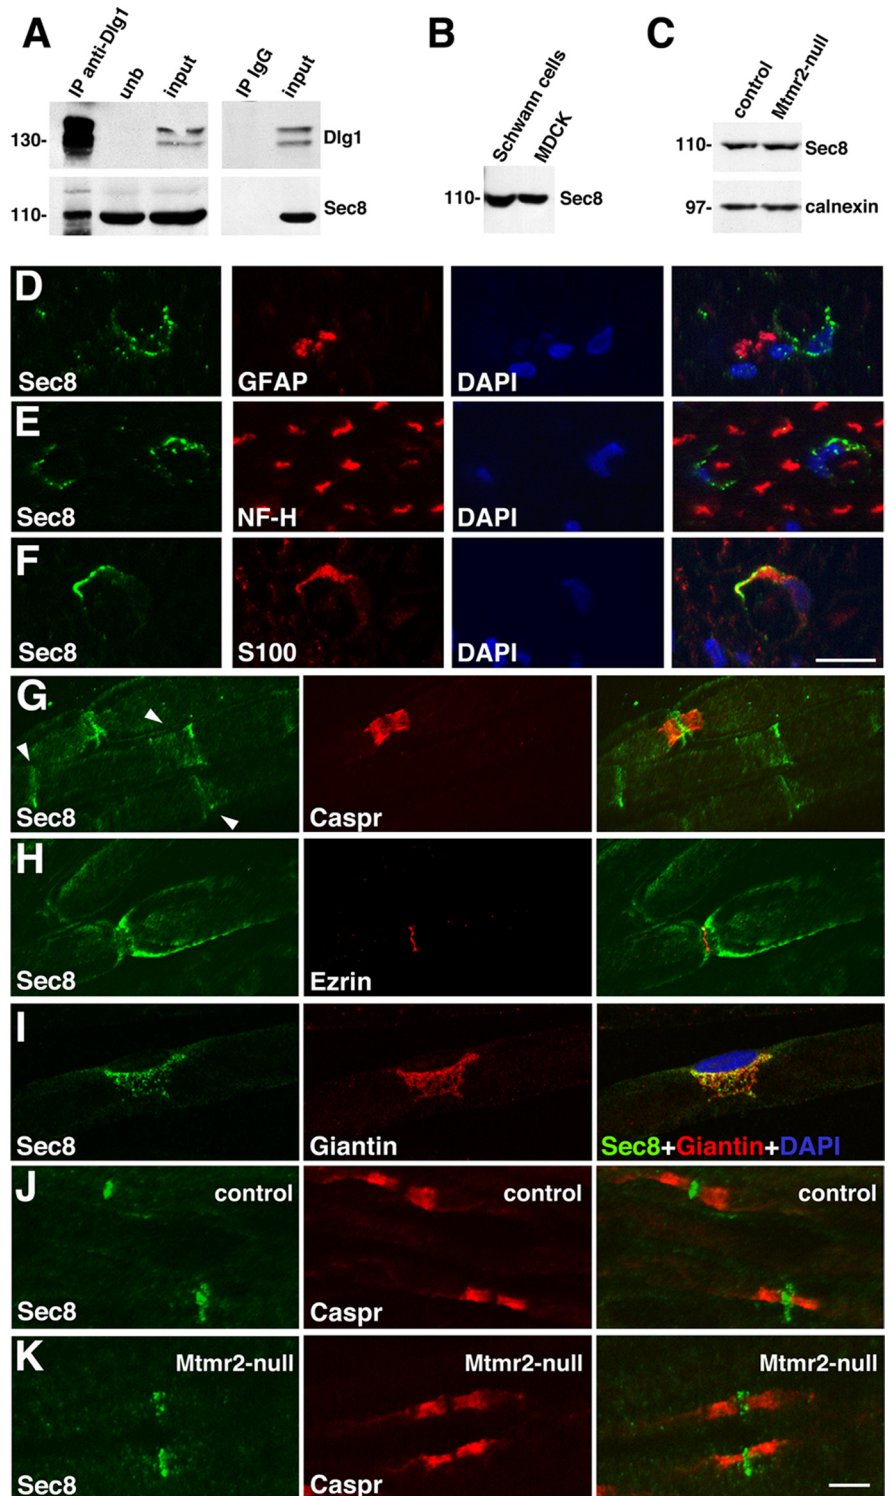 A
B
C
IP anti-Dlg1
unb
input
IP IgG
input
Schwann cells
MDCK
control
Mtmr2-null
130-
Dlg1
110-
Sec8
110-
Sec8
110-
Sec8
97-
calnexin
D
Sec8
GFAP
DAPI
E
Sec8
NF-H
DAPI
F
Sec8
S100
DAPI
G
Sec8
Caspr
H
Sec8
Ezrin
I
Sec8
Giantin
Sec8+Giantin+DAPI
J
control
control
control
Sec8
Caspr
K
Mtmr2-null
Mtmr2-null
Mtmr2-null
Sec8
Caspr